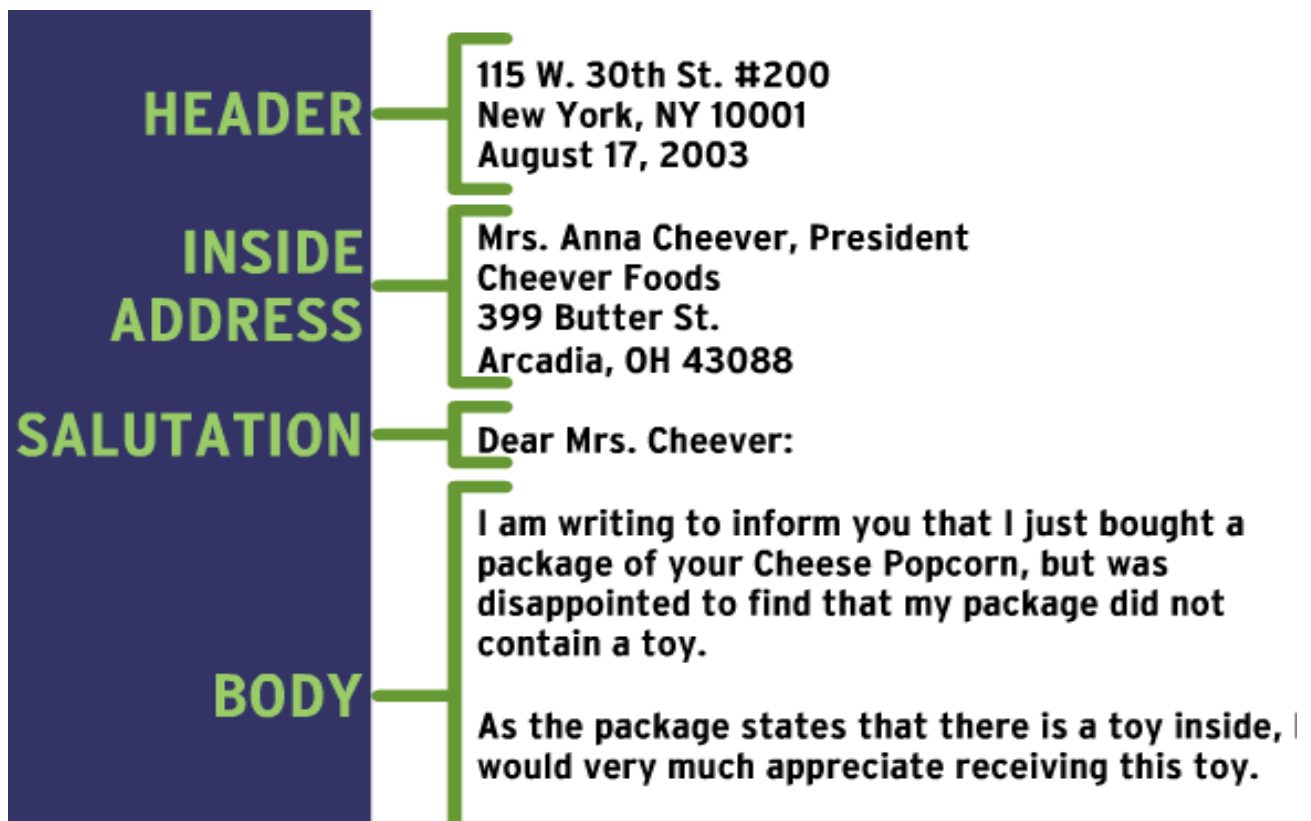 HEADER
115 W. 30th St. #200
New York, NY 10001
August 17, 2003
INSIDE
ADDRESS
Mrs. Anna Cheever, President
Cheever Foods
399 Butter St.
Arcadia, OH 43088
SALUTATION
Dear Mrs. Cheever:
BODY
I am writing to inform you that I just bought a
package of your Cheese Popcorn, but was
disappointed to find that my package did not
contain a toy.
As the package states that there is a toy inside, I
would very much appreciate receiving this toy.